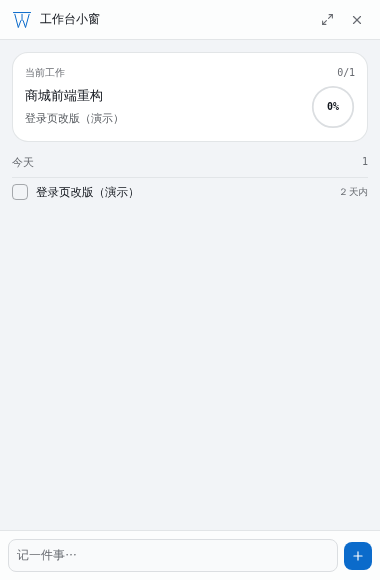 工作台小窗
当前工作 0/1
商城前端重构
登录页改版（演示） 0%
今天 1
登录页改版（演示） 2 天内
记一件事…